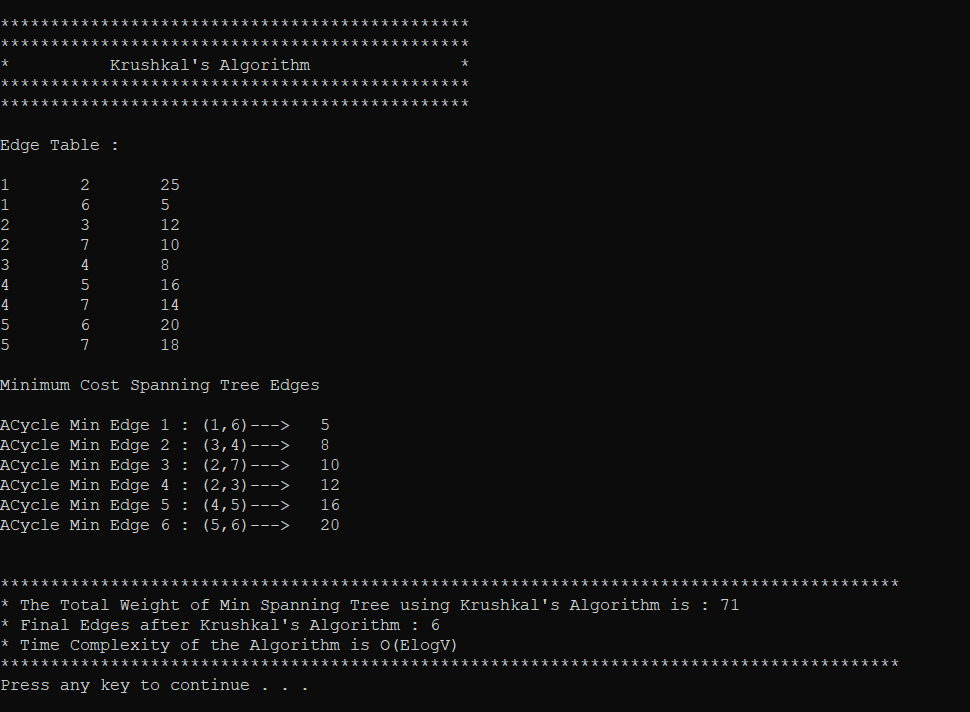 ***********************************************
***********************************************
*          Krushkal's Algorithm               *
***********************************************
***********************************************
Edge Table :
1       2       25
1       6       5
2       3       12
2       7       10
3       4       8
4       5       16
4       7       14
5       6       20
5       7       18
Minimum Cost Spanning Tree Edges
ACycle Min Edge 1 : (1,6)--->   5
ACycle Min Edge 2 : (3,4)--->   8
ACycle Min Edge 3 : (2,7)--->   10
ACycle Min Edge 4 : (2,3)--->   12
ACycle Min Edge 5 : (4,5)--->   16
ACycle Min Edge 6 : (5,6)--->   20
******************************************************************************************
* The Total Weight of Min Spanning Tree using Krushkal's Algorithm is : 71
* Final Edges after Krushkal's Algorithm : 6
* Time Complexity of the Algorithm is O(ElogV)
******************************************************************************************
Press any key to continue . . .